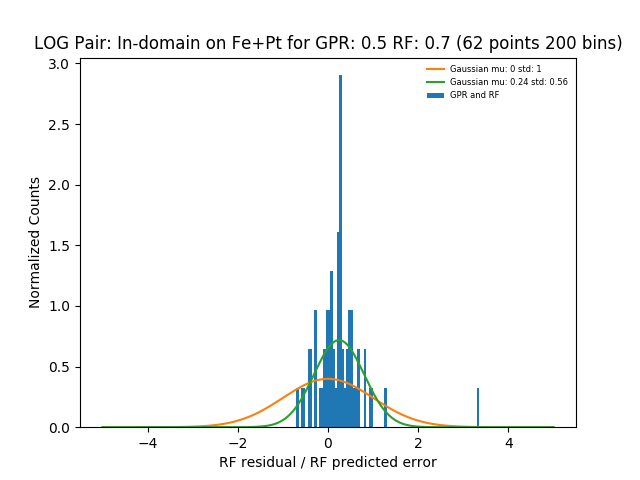 LOG Pair: In-domain on Fe+Pt for GPR: 0.5 RF: 0.7 (62 points 200 bins)
Gaussian mu: 0 std: 1
Gaussian mu: 0.24 std: 0.56
GPR and RF
Normalized Counts
3.0
2.5
2.0
1.5
1.0
0.5
0.0
−4
−2
0
2
4
RF residual / RF predicted error